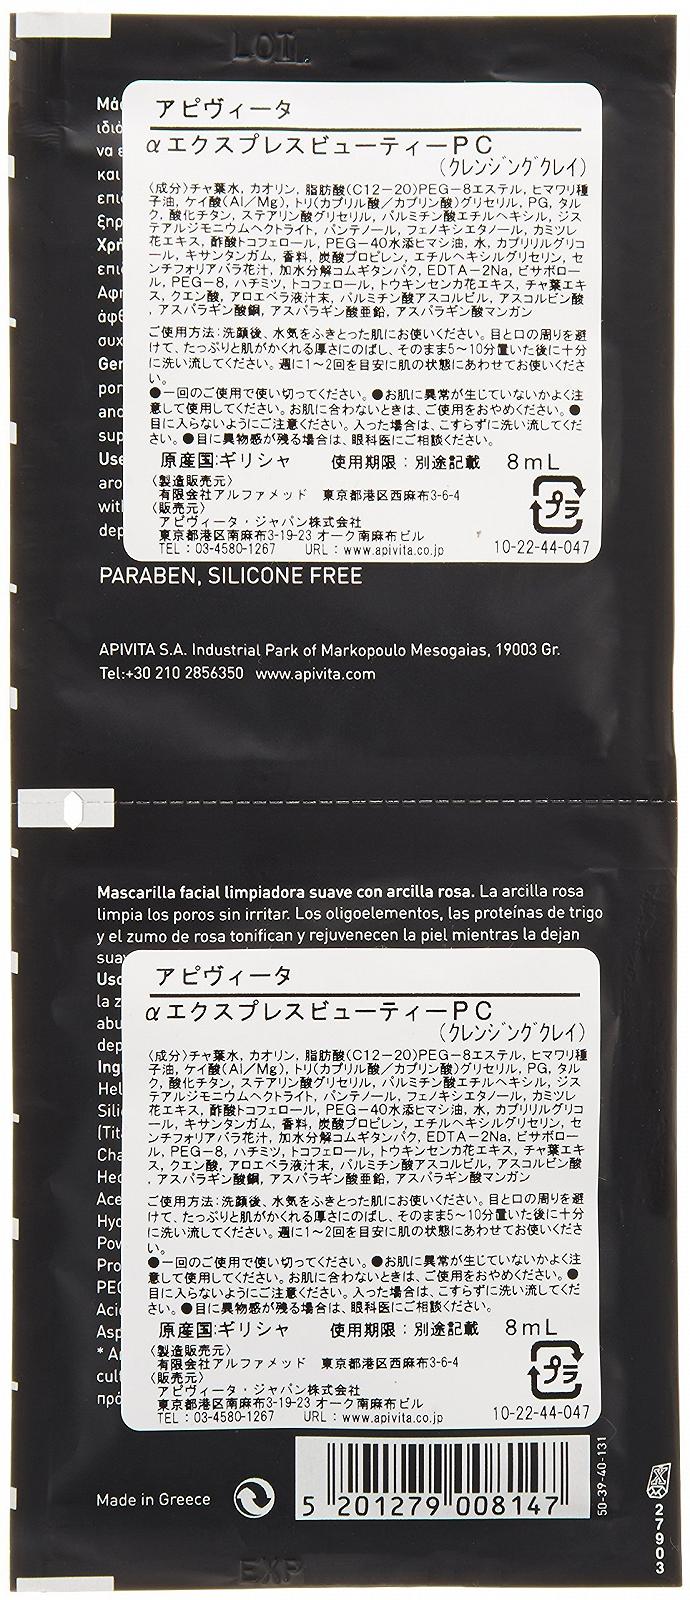 LOT.
アピヴィータ
αエクスプレスビューティーPC
(クレンジングクレイ)
〈成分〉チャ葉水, カオリン, 脂肪酸(C12-20)PEG-8エステル, ヒマワリ種
子油, ケイ酸(Al/Mg), トリ(カプリル酸/カプリン酸)グリセリル, PG, タル
ク, 酸化チタン, ステアリン酸グリセリル, パルミチン酸エチルヘキシル, ジス
テアルジモニウムヘクトライト, パンテノール, フェノキシエタノール, カミツレ
花エキス, 酢酸トコフェロール, PEG-40水添ヒマシ油, 水, カプリリルグリコ
ール, キサンタンガム, 香料, 炭酸プロピレン, エチルヘキシルグリセリン, セ
ンチフォリアバラ花汁, 加水分解コムギタンパク, EDTA-2Na, ビサボロー
ル, PEG-8, ハチミツ, トコフェロール, トウキンセンカ花エキス, チャ葉エキ
ス, クエン酸, アロエベラ液汁末, パルミチン酸アスコルビル, アスコルビン酸
, アスパラギン酸銅, アスパラギン酸亜鉛, アスパラギン酸マンガン
ご使用方法:洗顔後、水気をふきとった肌にお使いください。目と口の周りを避
けて、たっぷりと肌がかくれる厚さにのばし、そのまま5~10分置いた後に十分
に洗い流してください。週に1~2回を目安に肌の状態にあわせてお使いくださ
い。
●一回のご使用で使い切ってください。●お肌に異常が生じていないかよく注
意して使用してください。お肌に合わないときは、ご使用をおやめください。●
目に入らないようにご注意ください。入った場合は、こすらずに洗い流してくだ
さい。●目に異物感が残る場合は、眼科医にご相談ください。
原産国:ギリシャ 使用期限:別途記載 8mL
〈製造販売元〉
有限会社アルファメッド 東京都港区西麻布3-6-4
〈販売元〉
アピヴィータ・ジャパン株式会社
東京都港区南麻布3-19-23 オーク南麻布ビル
TEL:03-4580-1267 URL:www.apivita.co.jp
プラ
10-22-44-047
PARABEN, SILICONE FREE
APIVITA S.A. Industrial Park of Markopoulo Mesogaias, 19003 Gr.
Tel:+30 210 2856350 www.apivita.com
Mascarilla facial limpiadora suave con arcilla rosa. La arcilla rosa
limpia los poros sin irritar. Los oligoelementos, las proteínas de trigo
y el zumo de rosa tonifican y rejuvenecen la piel mientras la dejan
アピヴィータ
αエクスプレスビューティーPC
(クレンジングクレイ)
〈成分〉チャ葉水, カオリン, 脂肪酸(C12-20)PEG-8エステル, ヒマワリ種
子油, ケイ酸(Al/Mg), トリ(カプリル酸/カプリン酸)グリセリル, PG, タル
ク, 酸化チタン, ステアリン酸グリセリル, パルミチン酸エチルヘキシル, ジス
テアルジモニウムヘクトライト, パンテノール, フェノキシエタノール, カミツレ
花エキス, 酢酸トコフェロール, PEG-40水添ヒマシ油, 水, カプリリルグリコ
ール, キサンタンガム, 香料, 炭酸プロピレン, エチルヘキシルグリセリン, セ
ンチフォリアバラ花汁, 加水分解コムギタンパク, EDTA-2Na, ビサボロー
ル, PEG-8, ハチミツ, トコフェロール, トウキンセンカ花エキス, チャ葉エキ
ス, クエン酸, アロエベラ液汁末, パルミチン酸アスコルビル, アスコルビン酸
, アスパラギン酸銅, アスパラギン酸亜鉛, アスパラギン酸マンガン
ご使用方法:洗顔後、水気をふきとった肌にお使いください。目と口の周りを避
けて、たっぷりと肌がかくれる厚さにのばし、そのまま5~10分置いた後に十分
に洗い流してください。週に1~2回を目安に肌の状態にあわせてお使いくださ
い。
●一回のご使用で使い切ってください。●お肌に異常が生じていないかよく注
意して使用してください。お肌に合わないときは、ご使用をおやめください。●
目に入らないようにご注意ください。入った場合は、こすらずに洗い流してくだ
さい。●目に異物感が残る場合は、眼科医にご相談ください。
原産国:ギリシャ 使用期限:別途記載 8mL
〈製造販売元〉
有限会社アルファメッド 東京都港区西麻布3-6-4
〈販売元〉
アピヴィータ・ジャパン株式会社
東京都港区南麻布3-19-23 オーク南麻布ビル
TEL:03-4580-1267 URL:www.apivita.co.jp
プラ
10-22-44-047
Made in Greece
5 201279 008147
50-39-40-131
27903
EXP